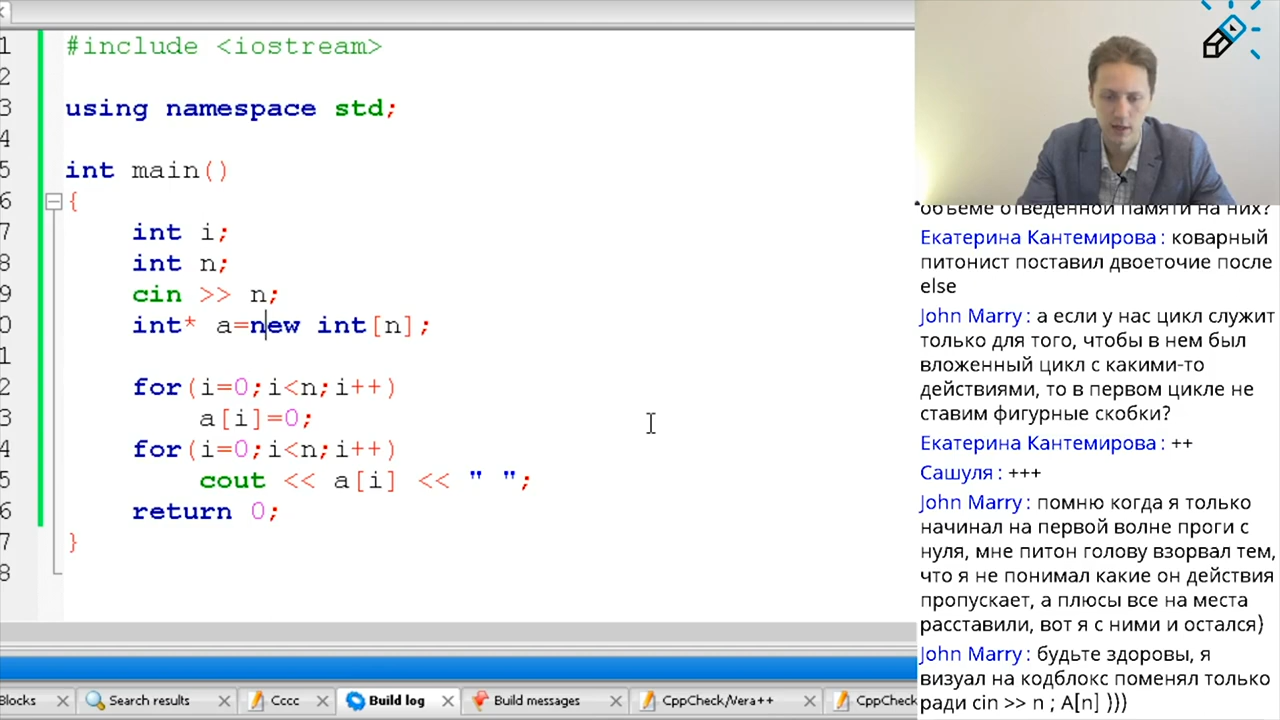 1 #include <iostream>
2
3 using namespace std;
4
5 int main()
6 {
7 int i;
8 int n;
9 cin >> n;
0 int* a=new int[n];
1
2 for(i=0;i<n;i++)
3 a[i]=0;
4 for(i=0;i<n;i++)
5 cout << a[i] << " ";
6 return 0;
7 }
8
Blocks
Search results
Cccc
Build log
Build messages
CppCheck/Vera++
CppCheck
объеме отведенной памяти на них?
Екатерина Кантемирова : коварный
питонист поставил двоеточие после
else
John Marry : а если у нас цикл служит
только для того, чтобы в нем был
вложенный цикл с какими-то
действиями, то в первом цикле не
ставим фигурные скобки?
Екатерина Кантемирова : ++
Сашуля : +++
John Marry : помню когда я только
начинал на первой волне проги с
нуля, мне питон голову взорвал тем,
что я не понимал какие он действия
пропускает, а плюсы все на места
расставили, вот я с ними и остался)
John Marry : будьте здоровы, я
визуал на кодблокс поменял только
ради cin >> n ; A[n] )))